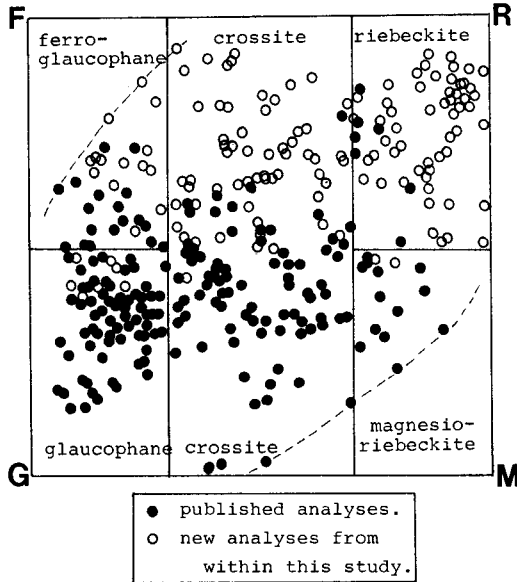 F
R
ferro-
glaucophane
crossite
riebeckite
glaucophane
crossite
magnesio-
riebeckite
G
M
published analyses.
new analyses from
within this study.